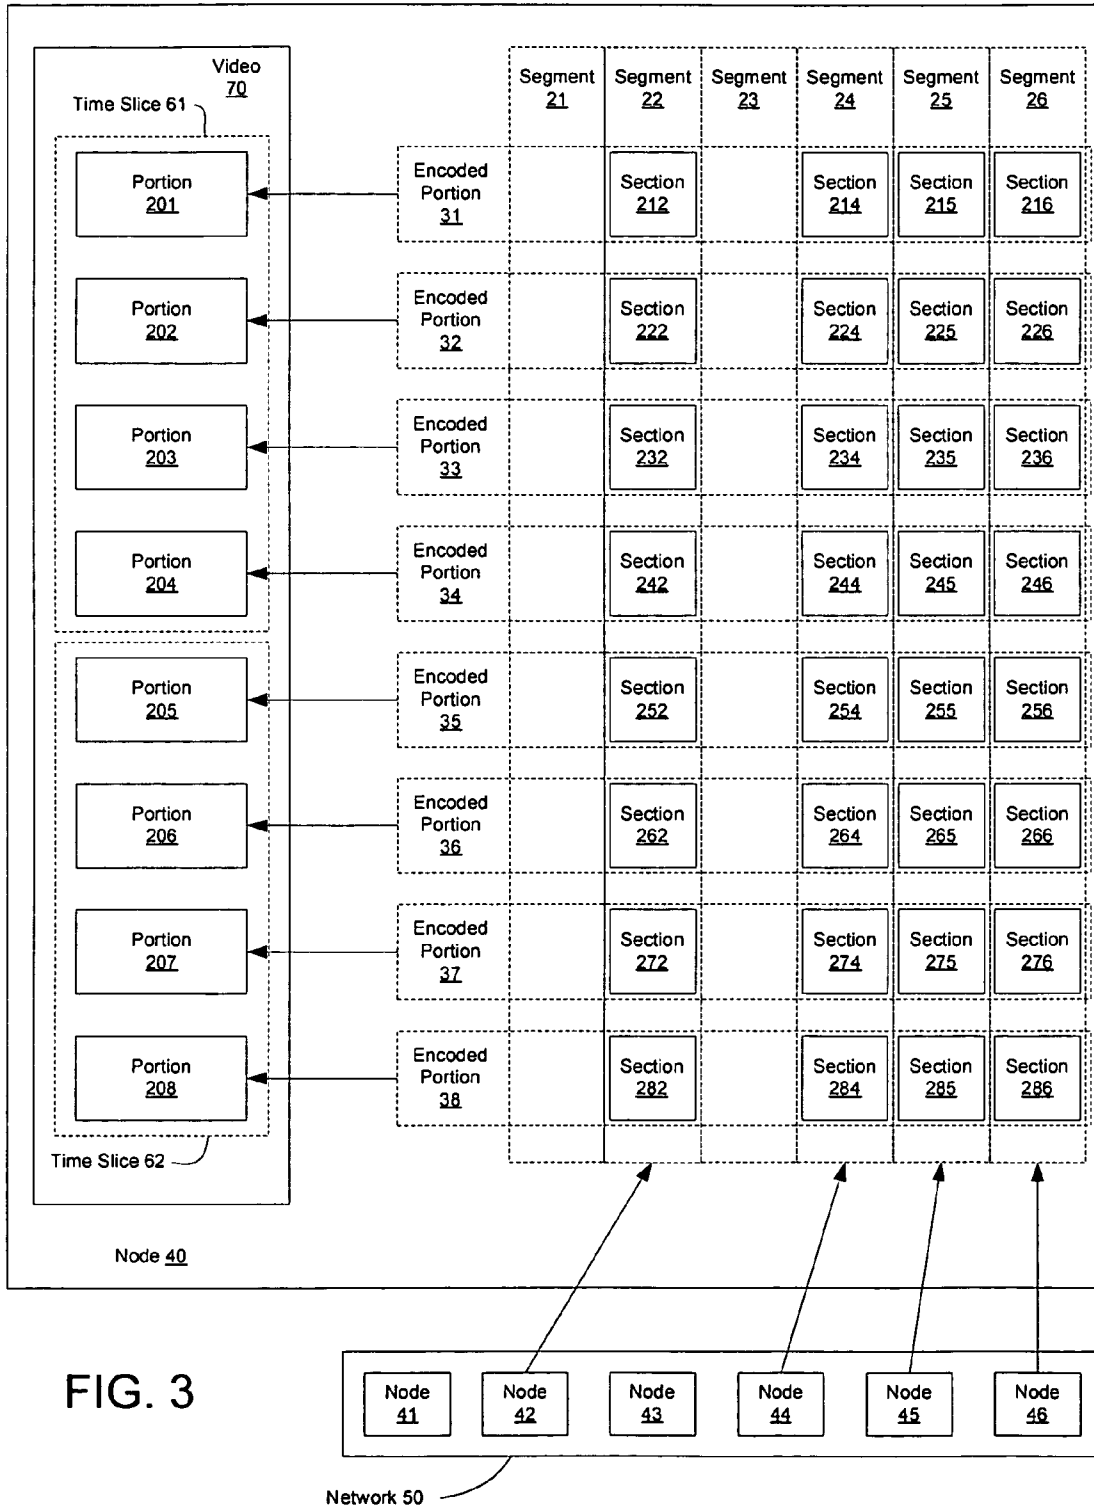 Video
70
Time Slice 61
Segment
21
Segment
22
Segment
23
Segment
24
Segment
25
Segment
26
Portion
201
Encoded
Portion
31
Section
212
Section
214
Section
215
Section
216
Portion
202
Encoded
Portion
32
Section
222
Section
224
Section
225
Section
226
Portion
203
Encoded
Portion
33
Section
232
Section
234
Section
235
Section
236
Portion
204
Encoded
Portion
34
Section
242
Section
244
Section
245
Section
246
Portion
205
Encoded
Portion
35
Section
252
Section
254
Section
255
Section
256
Portion
206
Encoded
Portion
36
Section
262
Section
264
Section
265
Section
266
Portion
207
Encoded
Portion
37
Section
272
Section
274
Section
275
Section
276
Portion
208
Encoded
Portion
38
Section
282
Section
284
Section
285
Section
286
Time Slice 62
Node 40
FIG. 3
Node
41
Node
42
Node
43
Node
44
Node
45
Node
46
Network 50